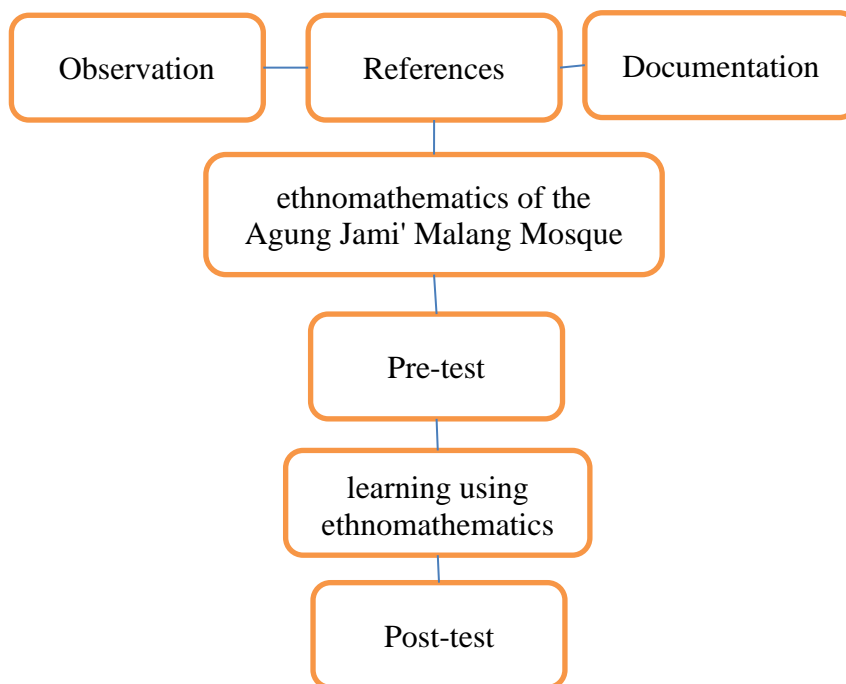 Observation
References
Documentation
ethnomathematics of the
Agung Jami' Malang Mosque
Pre-test
learning using
ethnomathematics
Post-test